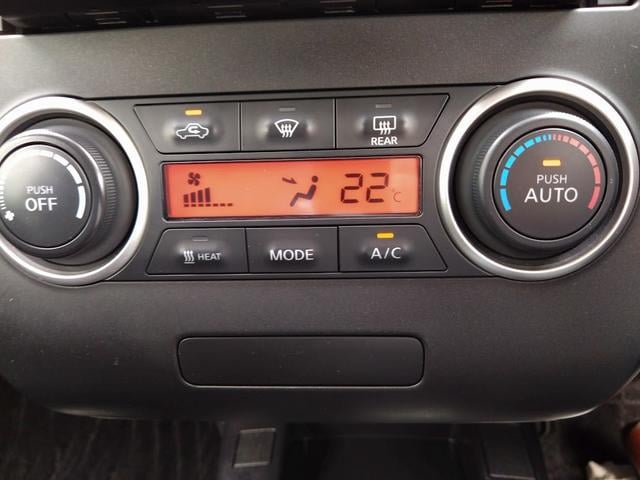 REAR
PUSH
OFF
22°C
PUSH
AUTO
HEAT
MODE
A/C